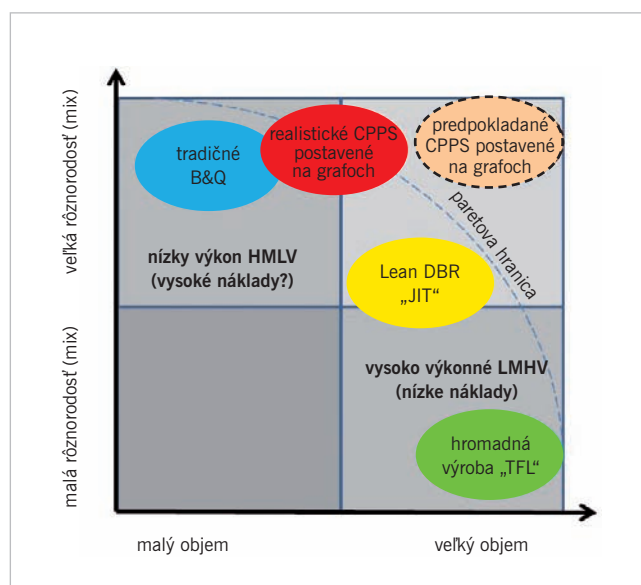 veľká rôznorodosť (mix)
malá rôznorodosť (mix)
tradičné
B&Q
realistické CPPS
postavené
na grafoch
predpokladané
CPPS postavené
na grafoch
paretova hranica
nízky výkon HMLV
(vysoké náklady?)
Lean DBR
„JIT“
vysoko výkonné LMHV
(nízke náklady)
hromadná
výroba „TFL“
malý objem
veľký objem